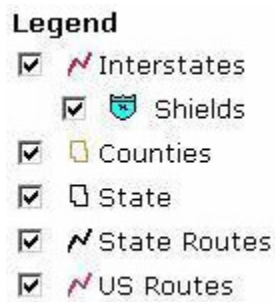 Legend
Interstates
Shields
Counties
State
State Routes
US Routes